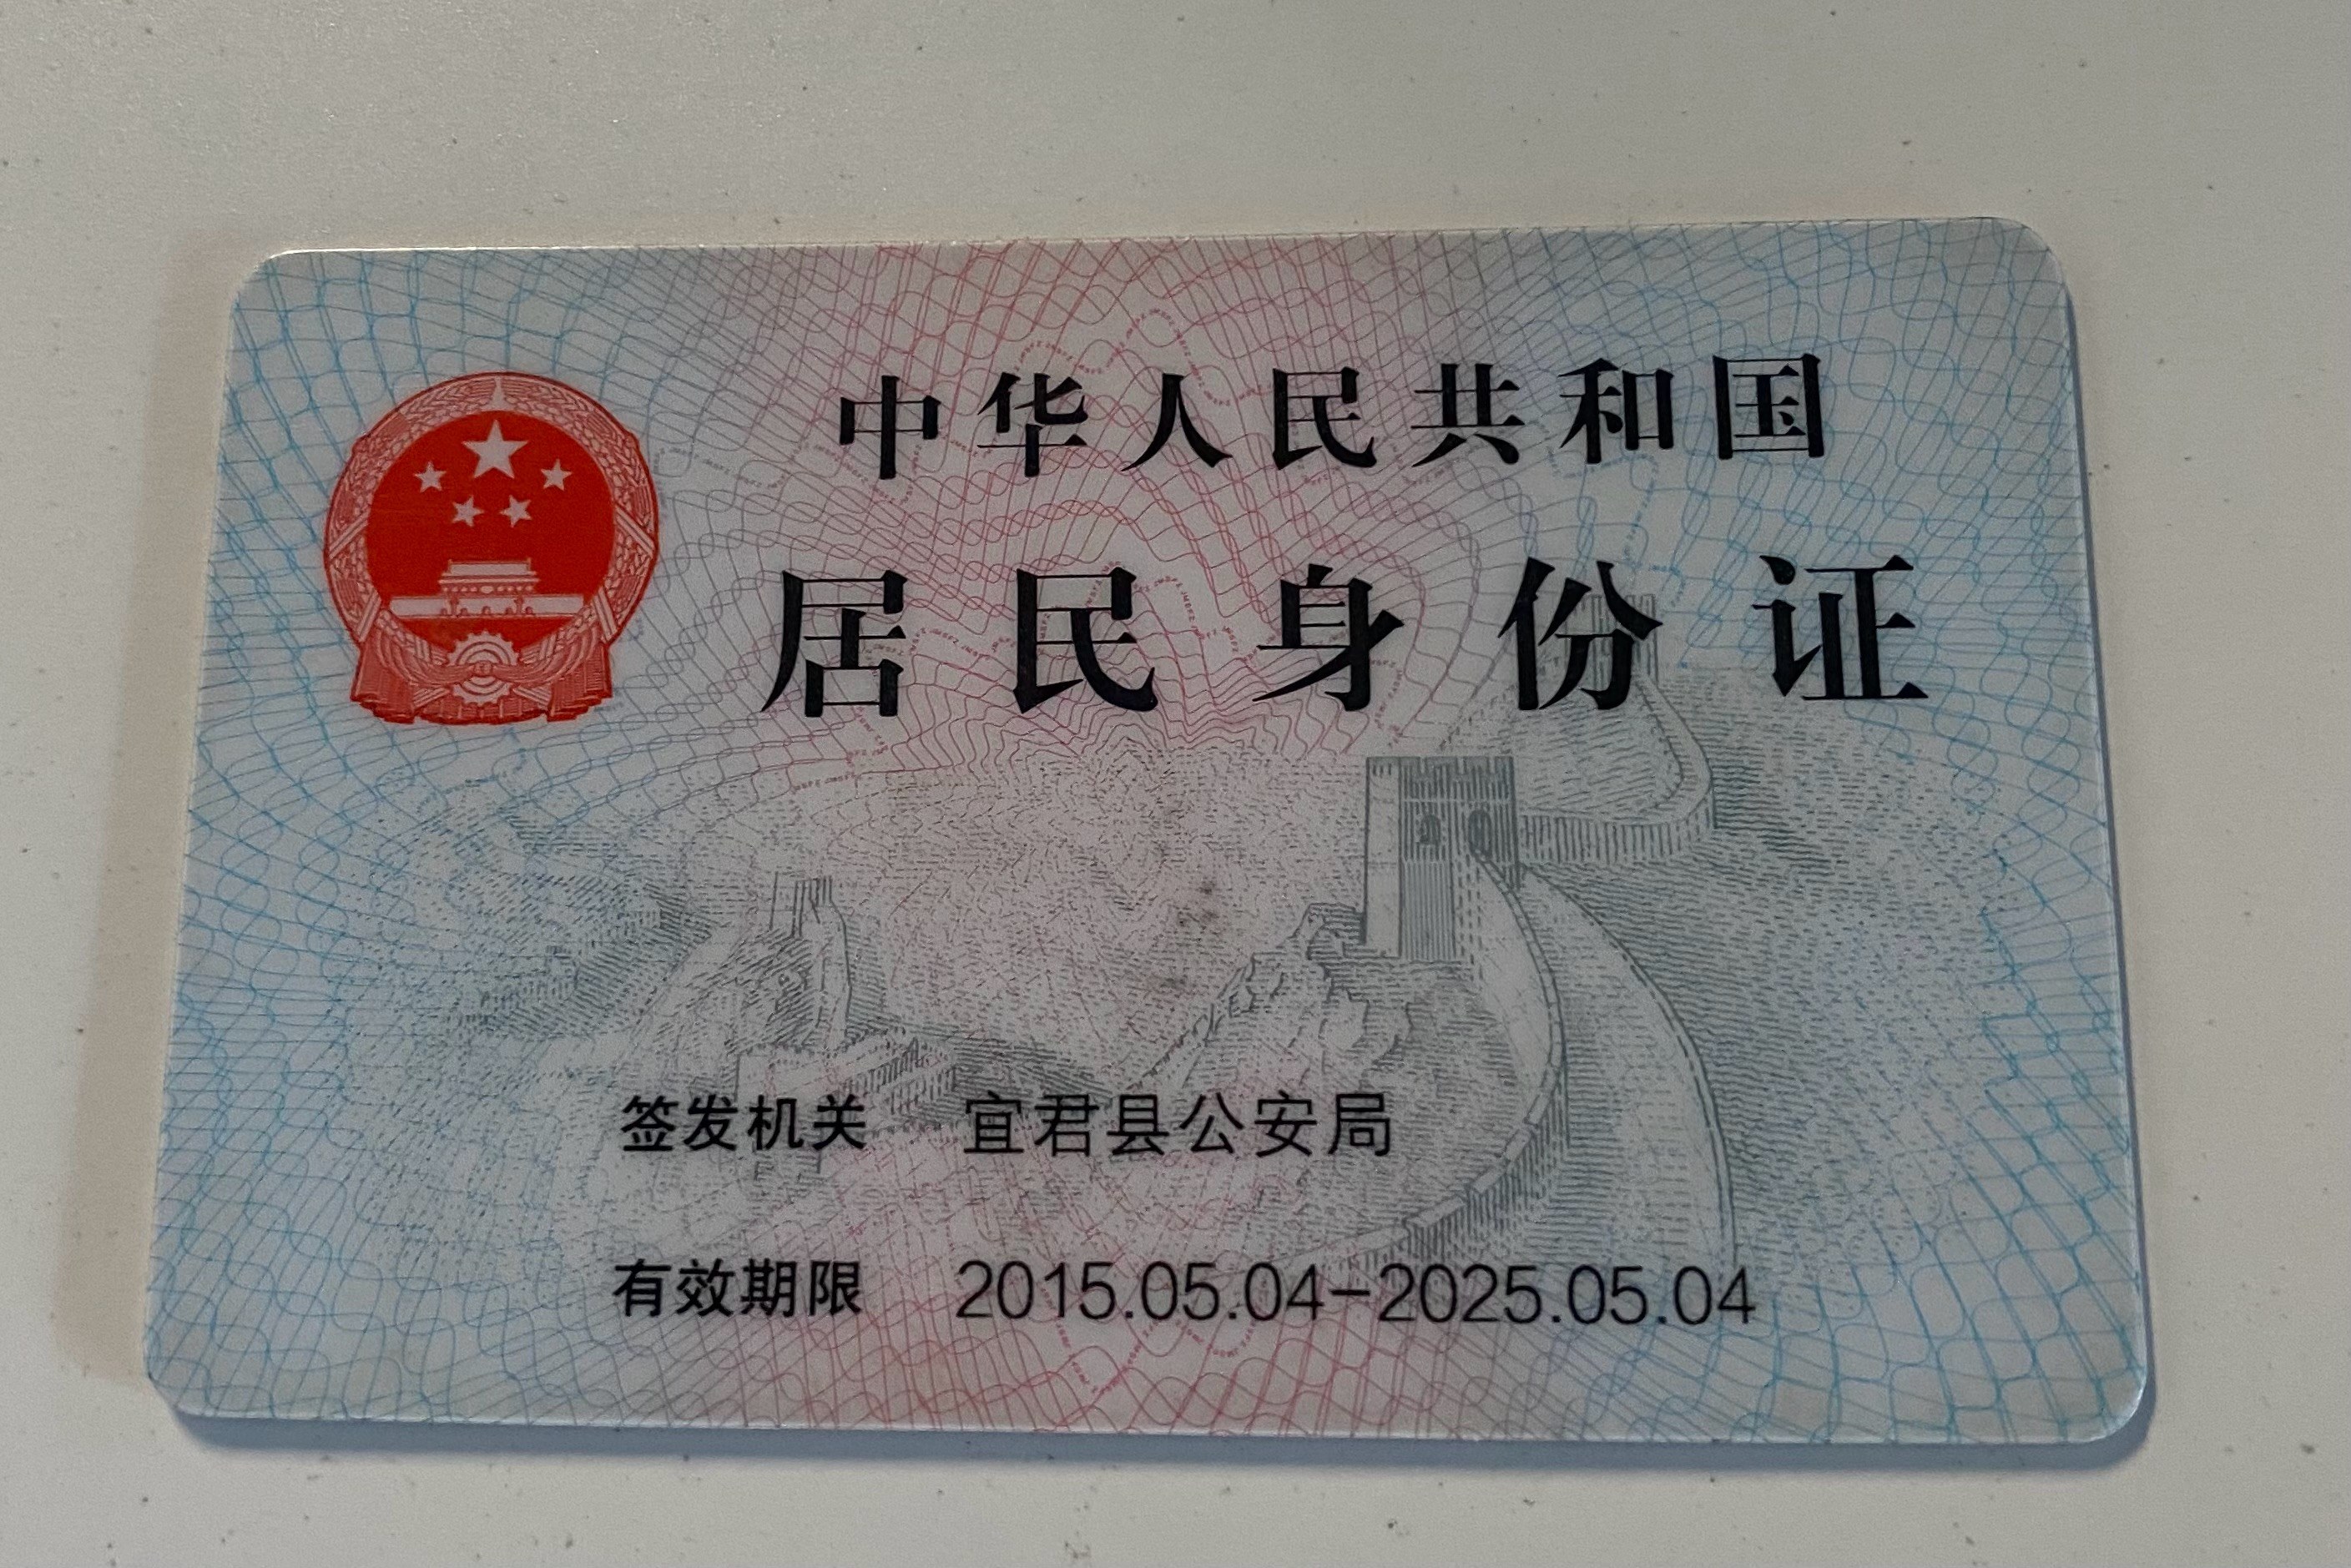 中华人民共和国
居民身份证
签发机关 宜君县公安局
有效期限 2015.05.04-2025.05.04